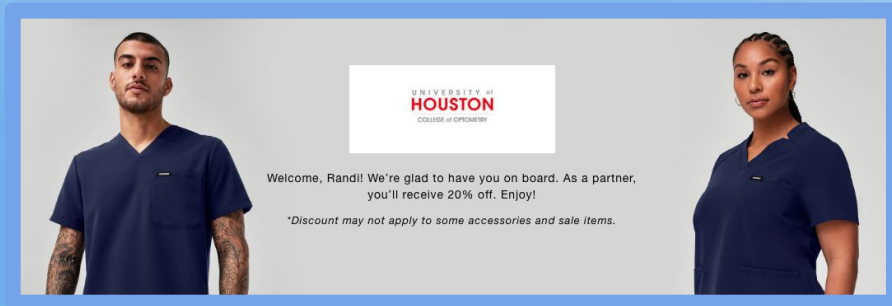 UNIVERSITY of
HOUSTON
COLLEGE of OPTOMETRY
Welcome, Randi! We're glad to have you on board. As a partner,
you'll receive 20% off. Enjoy!
*Discount may not apply to some accessories and sale items.